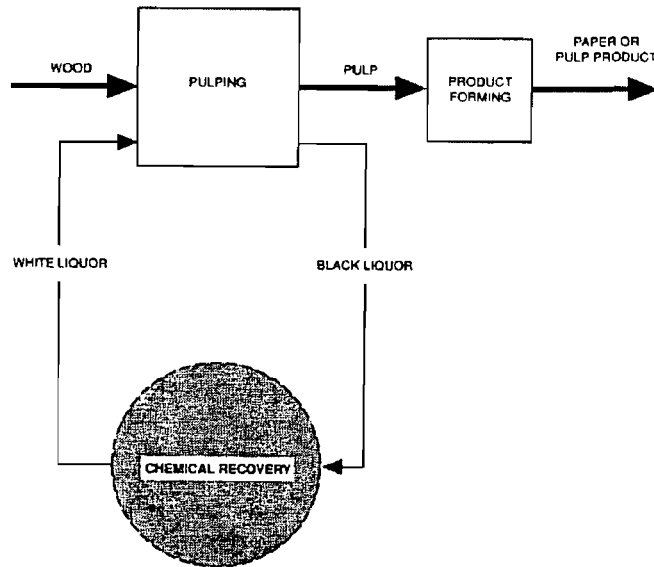 PAPER OR
PULP PRODUCT
WOOD
PULPING
PULP
PRODUCT
FORMING
WHITE LIQUOR
BLACK LIQUOR
CHEMICAL RECOVERY